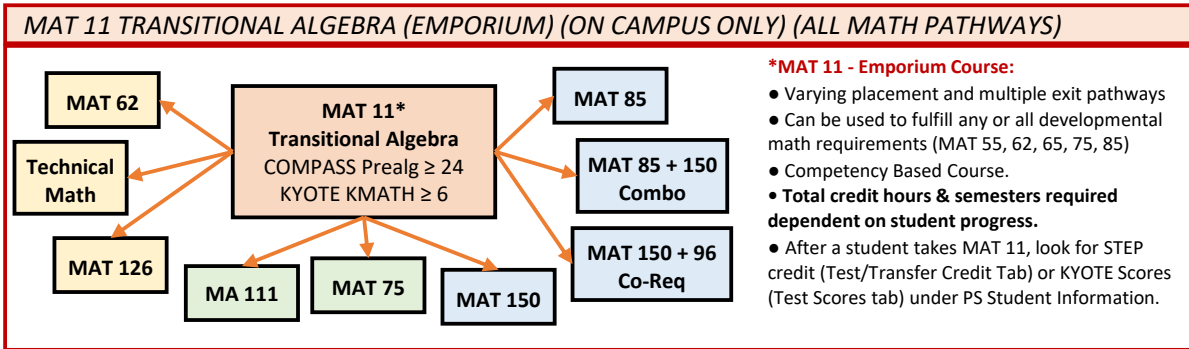 MAT 11 TRANSITIONAL ALGEBRA (EMPORIUM) (ON CAMPUS ONLY) (ALL MATH PATHWAYS)
MAT 62
Technical
Math
MAT 126
MAT 11*
Transitional Algebra
COMPASS Prealg ≥ 24
KYOTE KMATH ≥ 6
MA 111
MAT 75
MAT 150
MAT 85
MAT 85 + 150
Combo
MAT 150 + 96
Co-Req
*MAT 11 - Emporium Course:
● Varying placement and multiple exit pathways
● Can be used to fulfill any or all developmental
math requirements (MAT 55, 62, 65, 75, 85)
● Competency Based Course.
• Total credit hours & semesters required
dependent on student progress.
● After a student takes MAT 11, look for STEP
credit (Test/Transfer Credit Tab) or KYOTE Scores
(Test Scores tab) under PS Student Information.